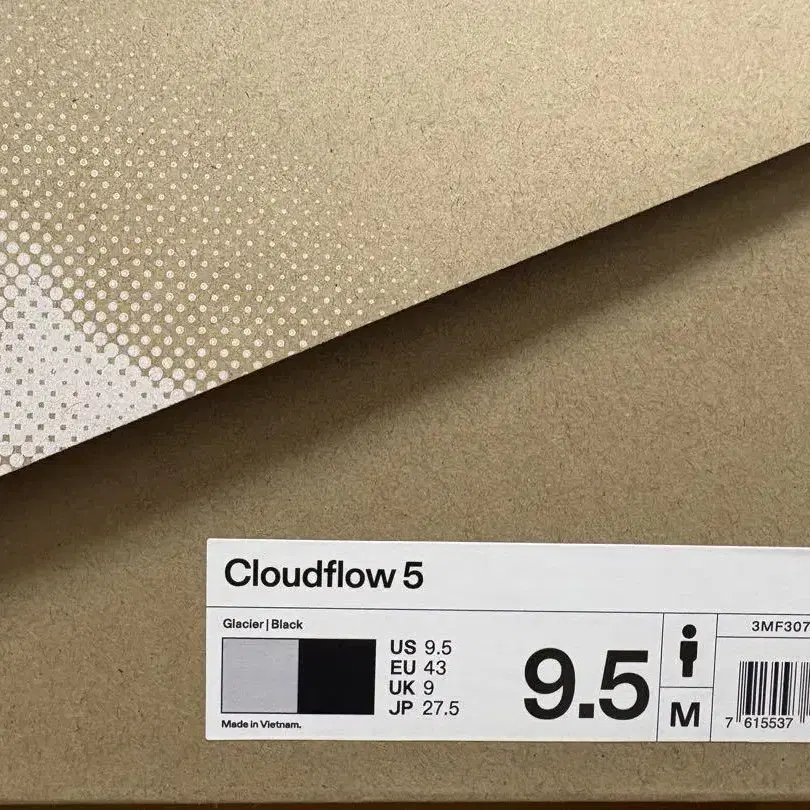 Cloudflow 5
Glacier | Black
US 9.5
EU 43
UK 9
JP 27.5
Made in Vietnam.
9.5
M
3MF307
7 615537